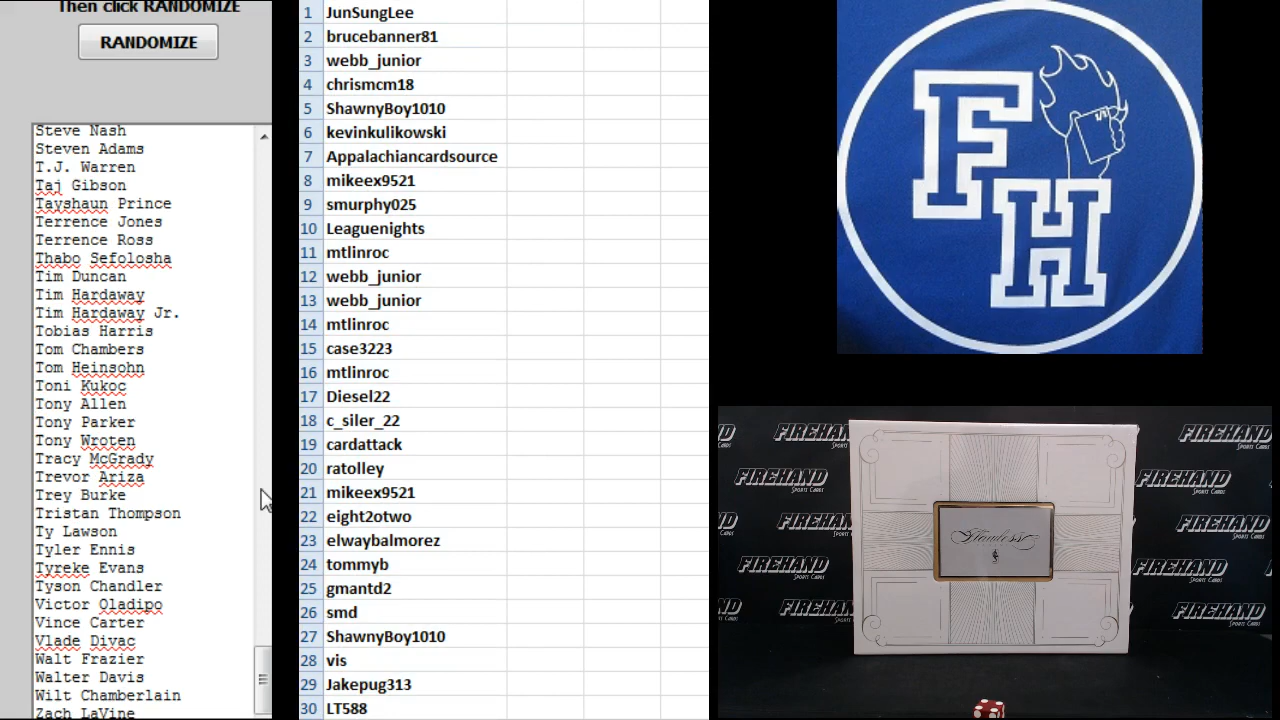 Then click RANDOMIZE
RANDOMIZE
Steve Nash
Steven Adams
T.J. Warren
Taj Gibson
Tayshaun Prince
Terrence Jones
Terrence Ross
Thabo Sefolosha
Tim Duncan
Tim Hardaway
Tim Hardaway Jr.
Tobias Harris
Tom Chambers
Tom Heinsohn
Toni Kukoc
Tony Allen
Tony Parker
Tony Wroten
Tracy McGrady
Trevor Ariza
Trey Burke
Tristan Thompson
Ty Lawson
Tyler Ennis
Tyreke Evans
Tyson Chandler
Victor Oladipo
Vince Carter
Vlade Divac
Walt Frazier
Walter Davis
Wilt Chamberlain
Zach LaVine
1 JunSungLee
2 brucebanner81
3 webb_junior
4 chrismcm18
5 ShawnyBoy1010
6 kevinkulikowski
7 Appalachiancardsource
8 mikeex9521
9 smurphy025
10 Leaguenights
11 mtlinroc
12 webb_junior
13 webb_junior
14 mtlinroc
15 case3223
16 mtlinroc
17 Diesel22
18 c_siler_22
19 cardattack
20 ratolley
21 mikeex9521
22 eight2otwo
23 elwaybalmorez
24 tommyb
25 gmantd2
26 smd
27 ShawnyBoy1010
28 vis
29 Jakepug313
30 LT588
F
H
FIREHAND
SPORTS CARDS
Flawless